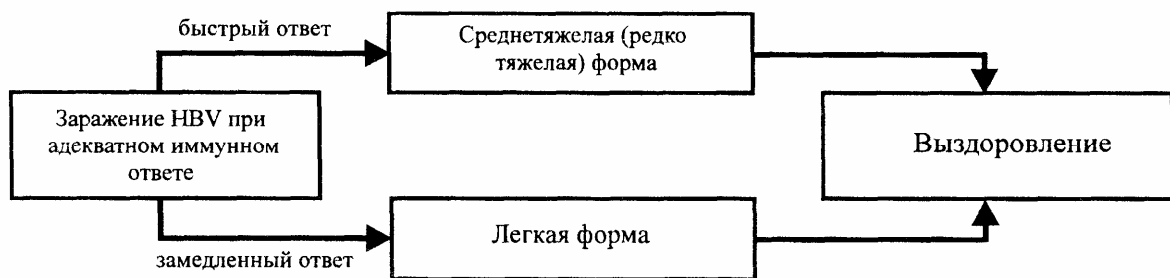 быстрый ответ
Среднетяжелая (редко
тяжелая) форма
Заражение HBV при
адекватном иммунном
ответе
Выздоровление
Легкая форма
замедленный ответ